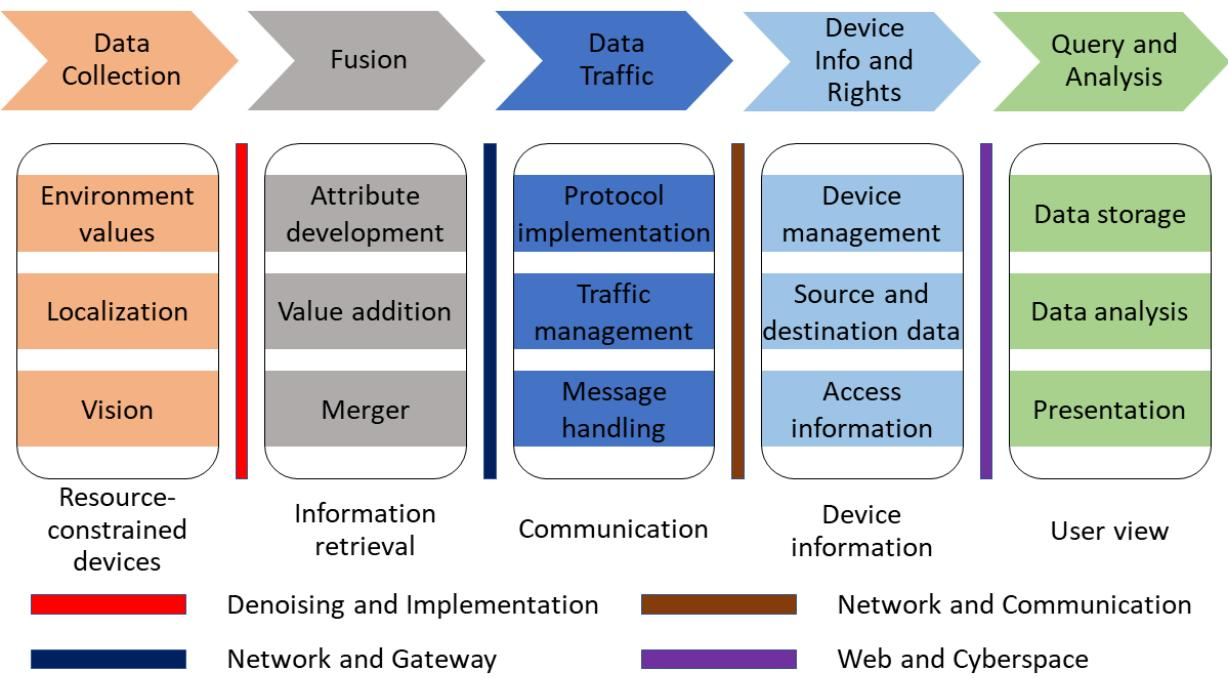 Data
Collection
Fusion
Data
Traffic
Device
Info and
Rights
Query and
Analysis
Environment
values
Localization
Vision
Attribute
development
Value addition
Merger
Protocol
implementation
Traffic
management
Message
handling
Device
management
Source and
destination data
Access
information
Data storage
Data analysis
Presentation
Resource-
constrained
devices
Information
retrieval
Communication
Device
information
User view
Denoising and Implementation
Network and Communication
Network and Gateway
Web and Cyberspace